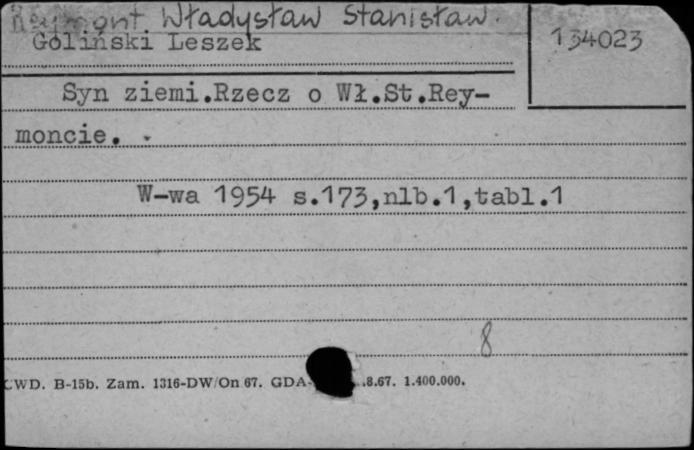 Reymont Władysław Stanisław.
Goliński Leszek
134023
Syn ziemi.Rzecz o Wł.St.Rey-
moncie.
W-wa 1954 s.173,nlb.1,tabl.1
8
CWD. B-15b. Zam. 1316-DW/On 67. GDA- .8.67. 1.400.000.